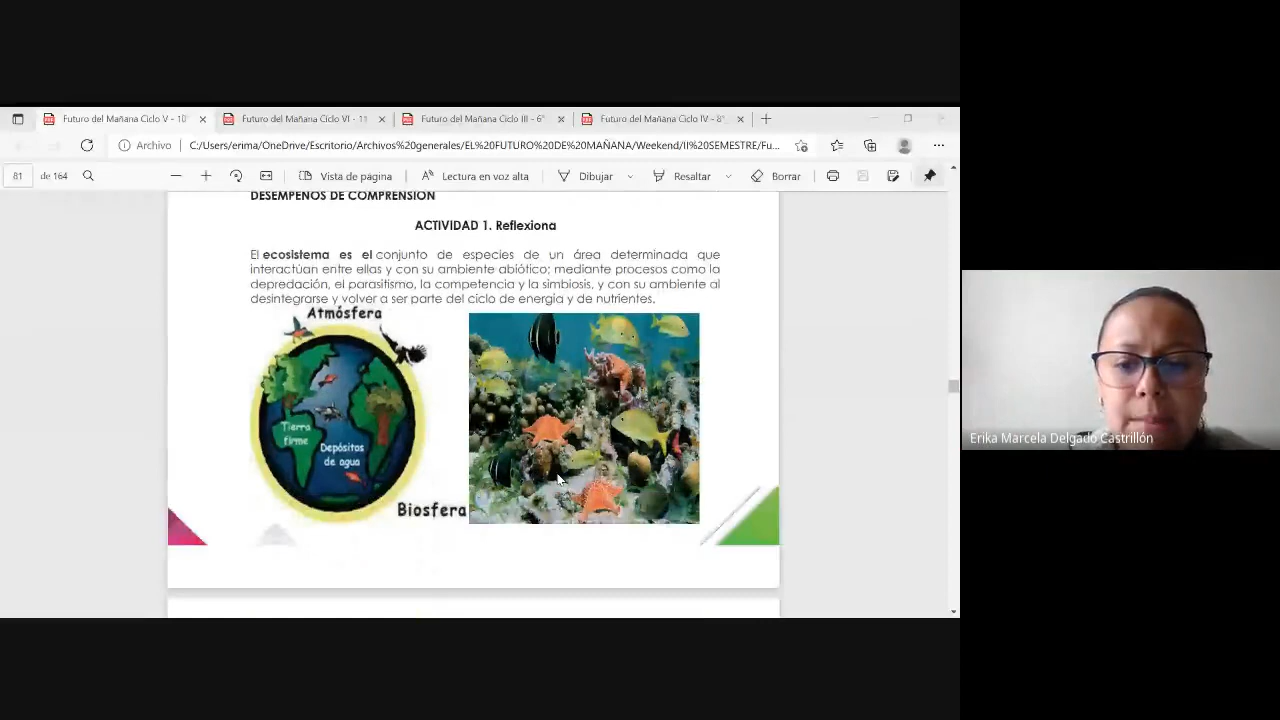 Futuro del Mañana Ciclo V - 10°
Futuro del Mañana Ciclo VI - 11
Futuro del Mañana Ciclo III - 6°
Futuro del Mañana Ciclo IV - 8°,
Archivo
C:/Users/erima/OneDrive/Escritorio/Archivos%20generales/EL%20FUTURO%20DE%20MAÑANA/Weekend/II%20SEMESTRE/Fu...
81
de 164
Vista de página
Lectura en voz alta
Dibujar
Resaltar
Borrar
DESEMPEÑOS DE COMPRENSIÓN
ACTIVIDAD 1. Reflexiona
El ecosistema es el conjunto de especies de un área determinada que
interactúan entre ellas y con su ambiente abiótico; mediante procesos como la
depredación, el parasitismo, la competencia y la simbiosis, y con su ambiente al
desintegrarse y volver a ser parte del ciclo de energía y de nutrientes.
Atmósfera
Tierra
firme
Depósitos
de agua
Biosfera
Erika Marcela Delgado Castrillón